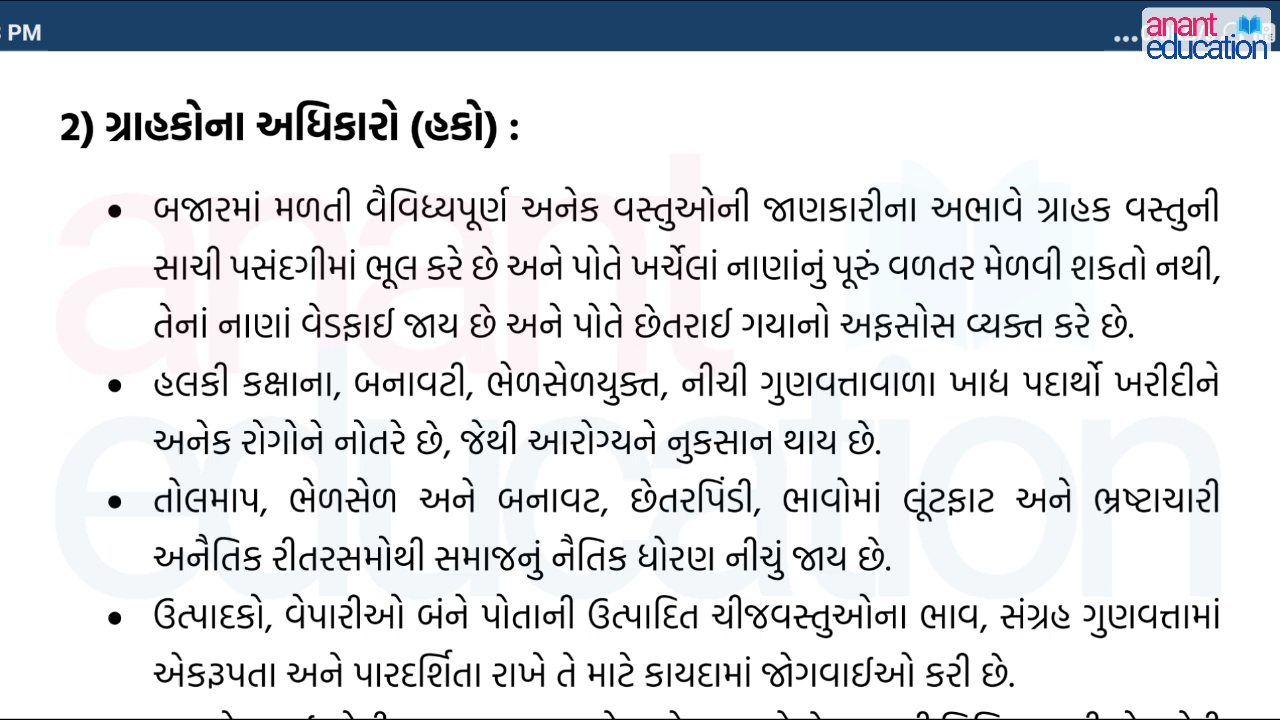 PM
anant
education
2) ગ્રાહકોના અધિકારો (હકો) :
• બજારમાં મળતી વૈવિધ્યપૂર્ણ અનેક વસ્તુઓની જાણકારીના અભાવે ગ્રાહક વસ્તુની
સાચી પસંદગીમાં ભૂલ કરે છે અને પોતે ખર્ચેલાં નાણાંનું પૂરું વળતર મેળવી શકતો નથી,
તેનાં નાણાં વેડફાઈ જાય છે અને પોતે છેતરાઈ ગયાનો અફસોસ વ્યક્ત કરે છે.
• હલકી કક્ષાના, બનાવટી, ભેળસેળયુક્ત, નીચી ગુણવત્તાવાળા ખાદ્ય પદાર્થો ખરીદીને
અનેક રોગોને નોતરે છે, જેથી આરોગ્યને નુકસાન થાય છે.
• તોલમાપ, ભેળસેળ અને બનાવટ, છેતરપિંડી, ભાવોમાં લૂંટફાટ અને ભ્રષ્ટાચારી
અનૈતિક રીતરસમોથી સમાજનું નૈતિક ધોરણ નીચું જાય છે.
• ઉત્પાદકો, વેપારીઓ બંને પોતાની ઉત્પાદિત ચીજવસ્તુઓના ભાવ, સંગ્રહ ગુણવત્તામાં
એકરૂપતા અને પારદર્શિતા રાખે તે માટે કાયદામાં જોગવાઈઓ કરી છે.